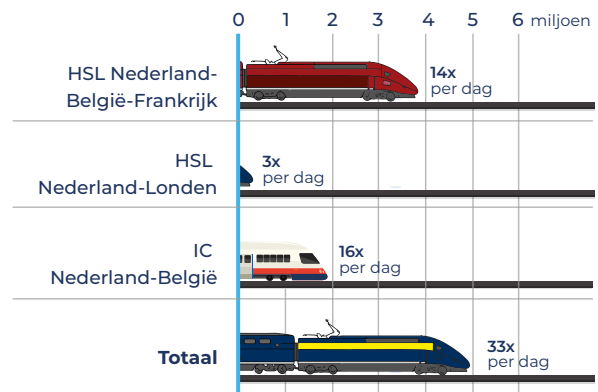 0 1 2 3 4 5 6 miljoen
HSL Nederland-
België-Frankrijk
14x
per dag
HSL
Nederland-Londen
3x
per dag
IC
Nederland-België
16x
per dag
Totaal
33x
per dag